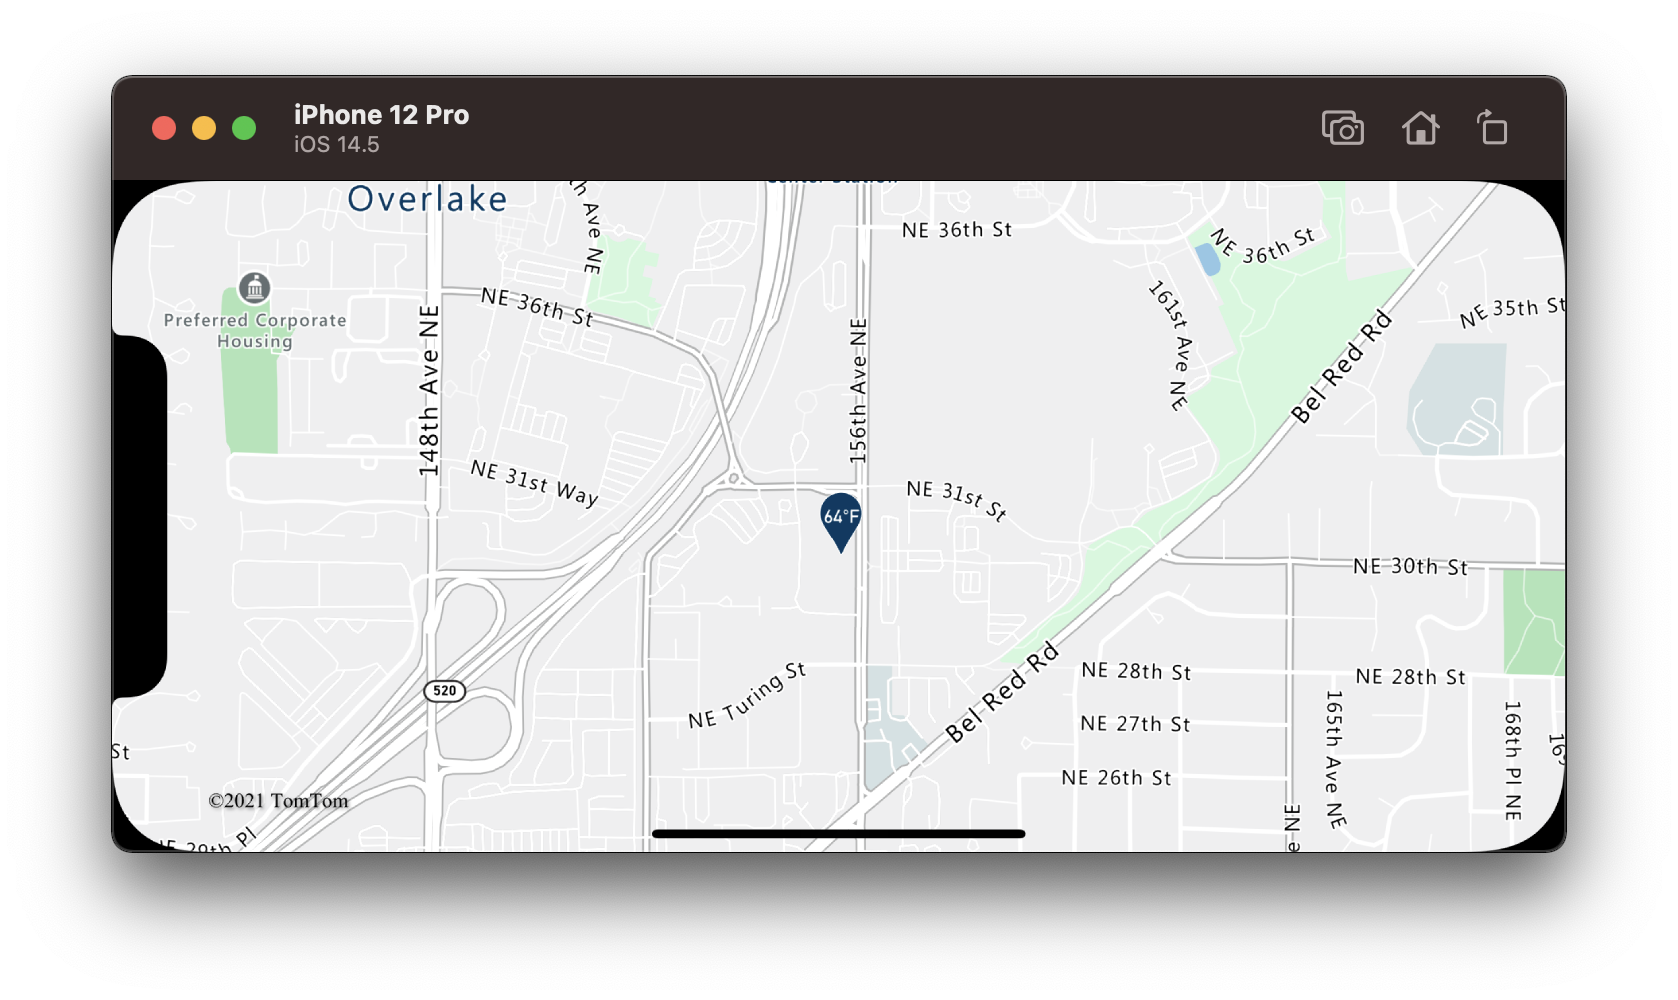 iPhone 12 Pro
iOS 14.5
Center Station
Overlake
th Ave NE
NE 36th St
NE 36th St
NE 36th St
Preferred Corporate
Housing
148th Ave NE
156th Ave NE
161st Ave NE
Bel Red Rd
NE 35th St
NE 31st Way
NE 31st St
64°F
NE 30th St
520
NE Turing St
Bel Red Rd
NE 28th St
NE 28th St
NE 27th St
NE 26th St
165th Ave NE
168th Pl NE
St
©2021 TomTom
NE 29th Pl
e NE